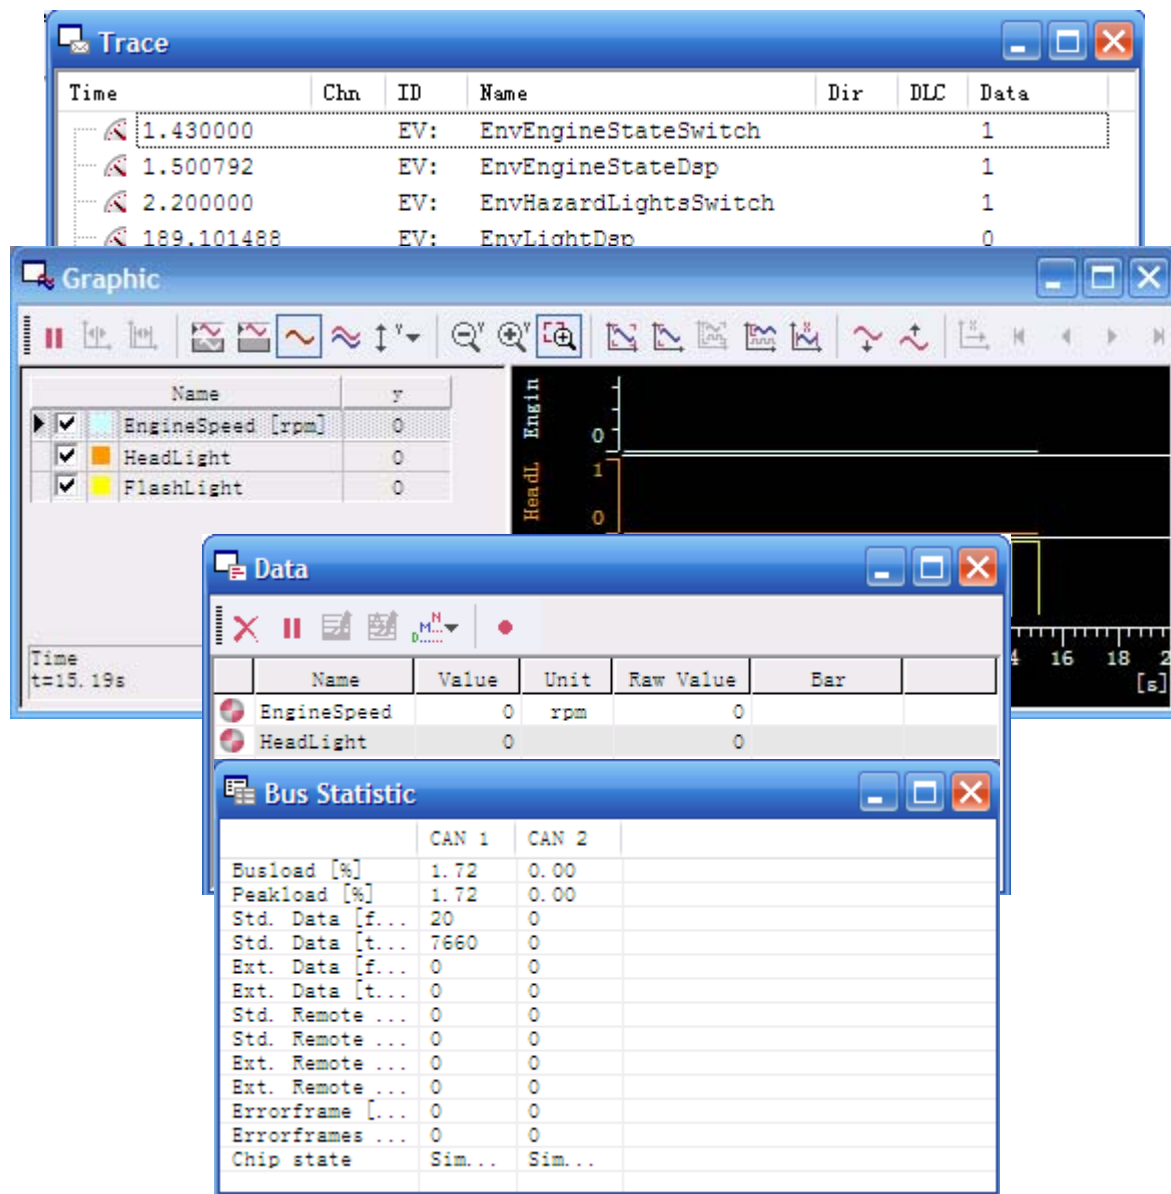 Trace
Time Chn ID Name Dir DLC Data
1.430000 EV: EnvEngineStateSwitch 1
1.500792 EV: EnvEngineStateDsp 1
2.200000 EV: EnvHazardLightsSwitch 1
189.101488 EV: EnvLightDsp 0
Graphic
Name y
EngineSpeed [rpm] 0
HeadLight 0
FlashLight 0
Engin
0
HeadL
1
0
4 16 18 2
[s]
Time
t=15.19s
Data
Name Value Unit Raw Value Bar
EngineSpeed 0 rpm 0
HeadLight 0 0
Bus Statistic
CAN 1 CAN 2
Busload [%] 1.72 0.00
Peakload [%] 1.72 0.00
Std. Data [f... 20 0
Std. Data [t... 7660 0
Ext. Data [f... 0 0
Ext. Data [t... 0 0
Std. Remote ... 0 0
Std. Remote ... 0 0
Ext. Remote ... 0 0
Ext. Remote ... 0 0
Errorframe [... 0 0
Errorframes ... 0 0
Chip state Sim... Sim...